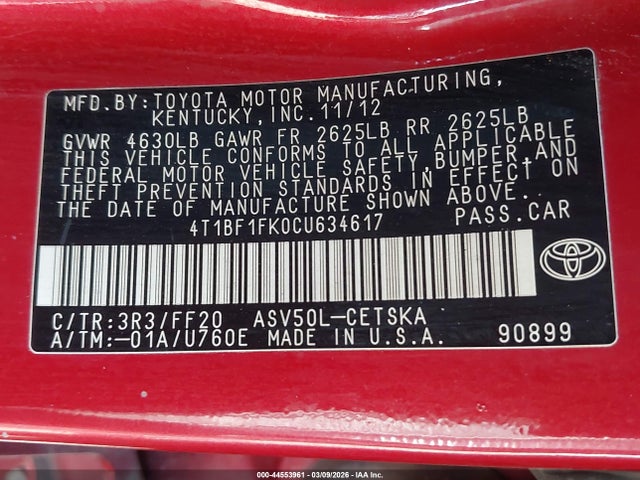 MFD.BY:TOYOTA MOTOR MANUFACTURING,
KENTUCKY,INC.11/12
GVWR 4630LB GAWR FR 2625LB RR 2625LB
THIS VEHICLE CONFORMS TO ALL APPLICABLE
FEDERAL MOTOR VEHICLE SAFETY,BUMPER,AND
THEFT PREVENTION STANDARDS IN EFFECT ON
THE DATE OF MANUFACTURE SHOWN ABOVE.
4T1BF1FK0CU634617 PASS.CAR
C/TR:3R3/FF20 ASV50L-CETSKA
A/TM:-01A/U760E MADE IN U.S.A. 90899
000-44553961 - 03/09/2026 - IAAI.CA